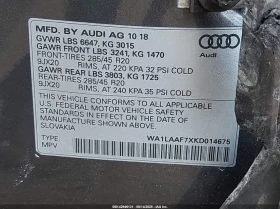 MFD. BY AUDI AG 10 18
GVWR LBS 6647, KG 3015
GAWR FRONT LBS 3241, KG 1470
FRONT-TIRES 285/45 R20
9JX20 RIMS, AT 220 KPA 32 PSI COLD
GAWR REAR LBS 3803, KG 1725
REAR-TIRES 285/45 R20
9JX20 RIMS, AT 240 KPA 35 PSI COLD
THIS VEHICLE CONFORMS TO ALL APPLICABLE
U.S. FEDERAL MOTOR VEHICLE SAFETY
STANDARDS IN EFFECT ON THE DATE OF
MANUFACTURE SHOWN ABOVE
SLOVAKIA
TYPE: WA1LAAF7XKD014675
MPV
Audi